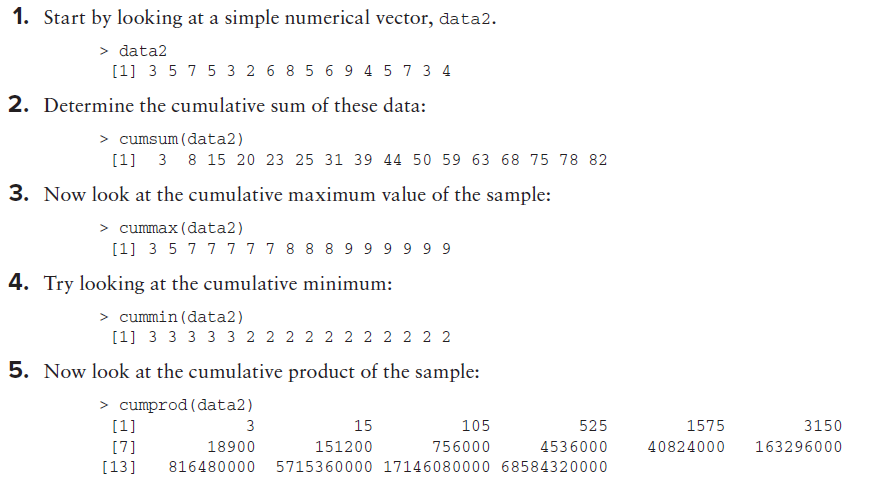 1. Start by looking at a simple numerical vector, data2.
> data2
[1] 3 5 7 5 3 2 6 8 5 6 9 4 5 7 3 4
2. Determine the cumulative sum of these data:
> cumsum(data2)
[1] 3 8 15 20 23 25 31 39 44 50 59 63 68 75 78 82
3. Now look at the cumulative maximum value of the sample:
> cummax(data2)
[1] 3 5 7 7 7 7 7 8 8 8 9 9 9 9 9 9
4. Try looking at the cumulative minimum:
> cummin(data2)
[1] 3 3 3 3 3 2 2 2 2 2 2 2 2 2 2 2
5. Now look at the cumulative product of the sample:
> cumprod(data2)
[1] 3 15 105 525 1575 3150
[7] 18900 151200 756000 4536000 40824000 163296000
[13] 816480000 5715360000 17146080000 68584320000